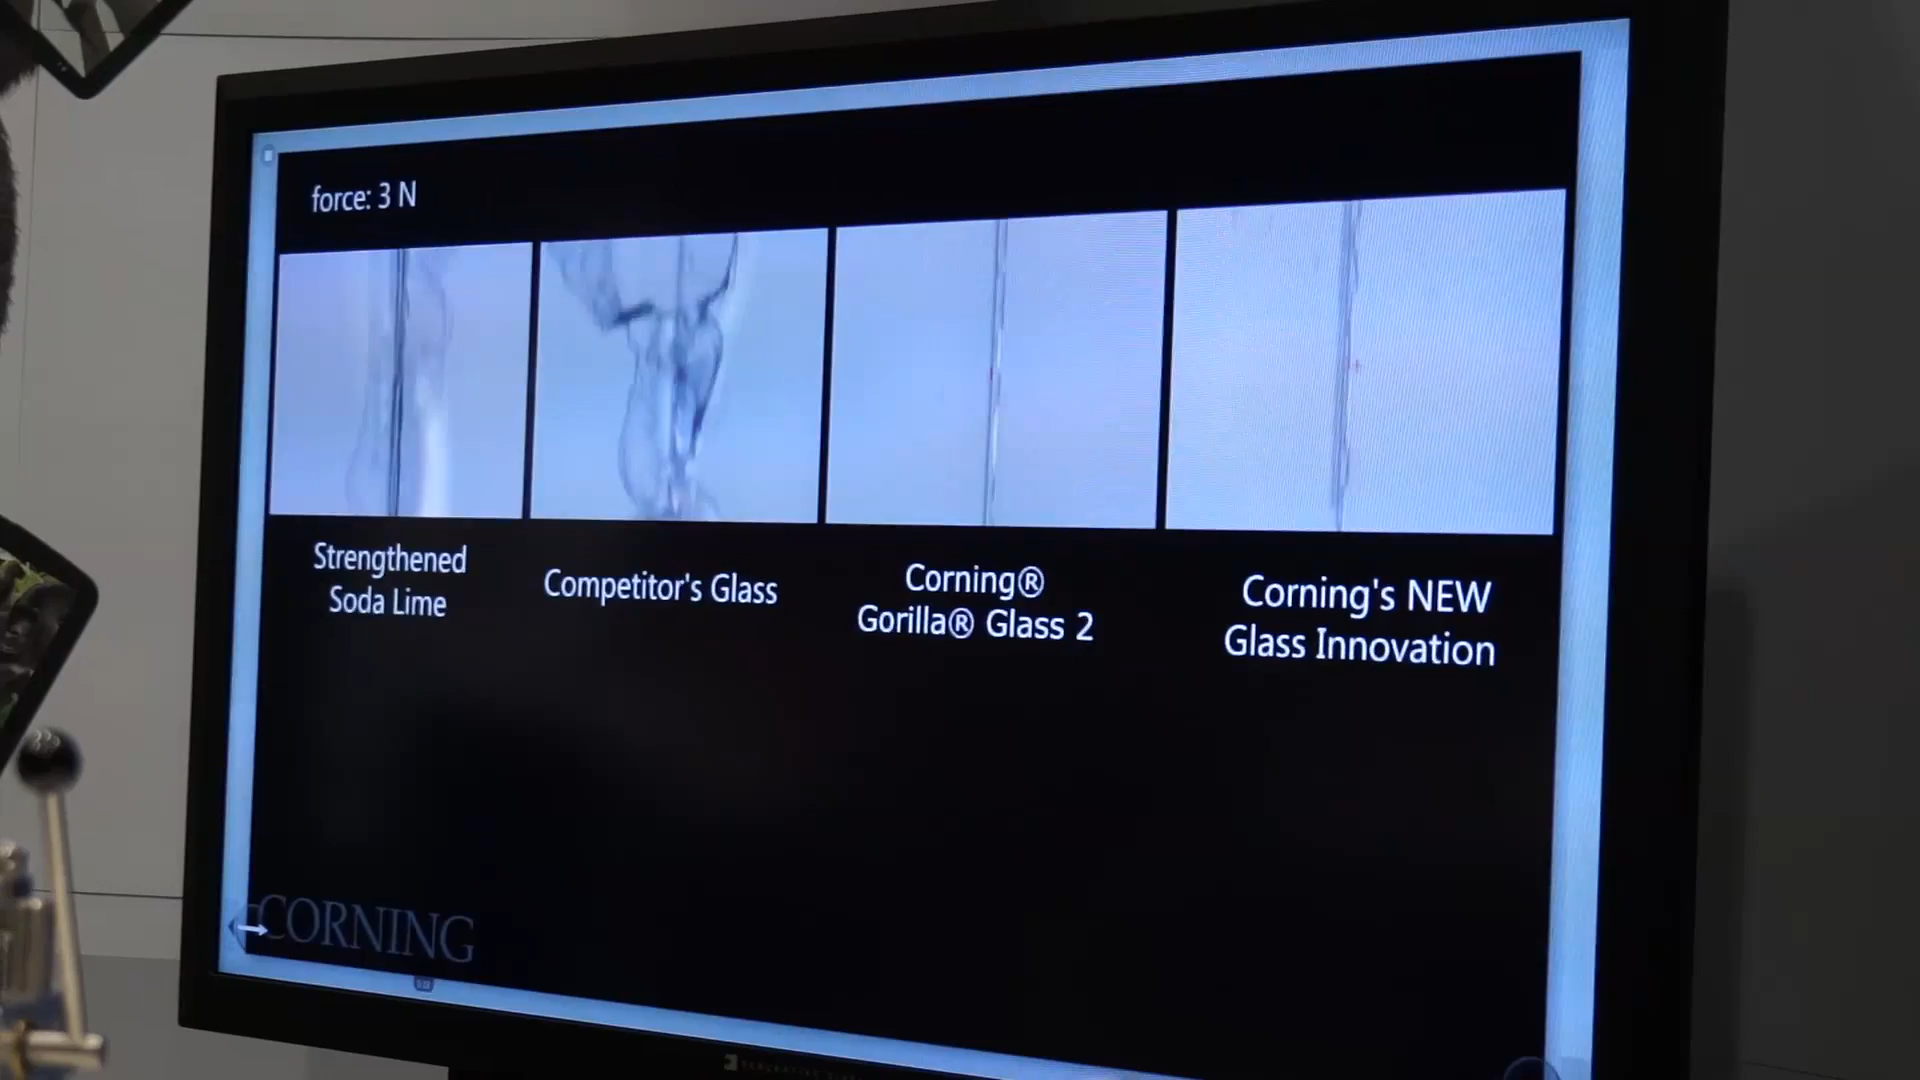 force: 3 N
Strengthened
Soda Lime
Competitor's Glass
Corning®
Gorilla® Glass 2
Corning's NEW
Glass Innovation
CORNING